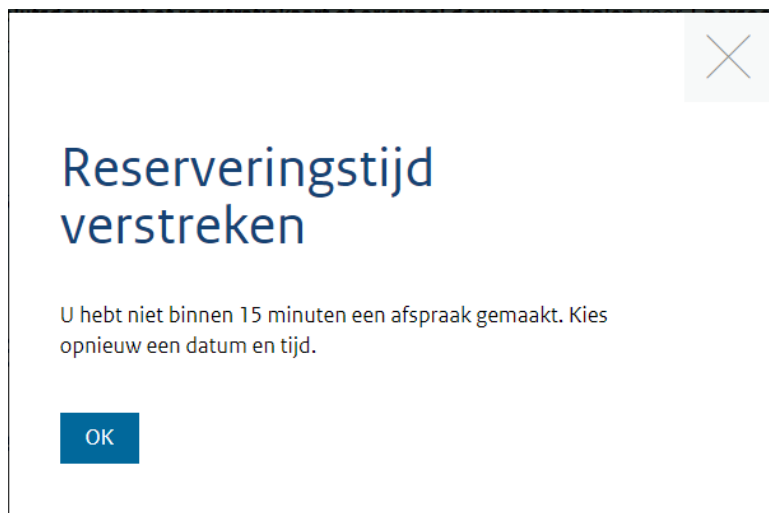 Reserveringstijd
verstreken
U hebt niet binnen 15 minuten een afspraak gemaakt. Kies
opnieuw een datum en tijd.
OK